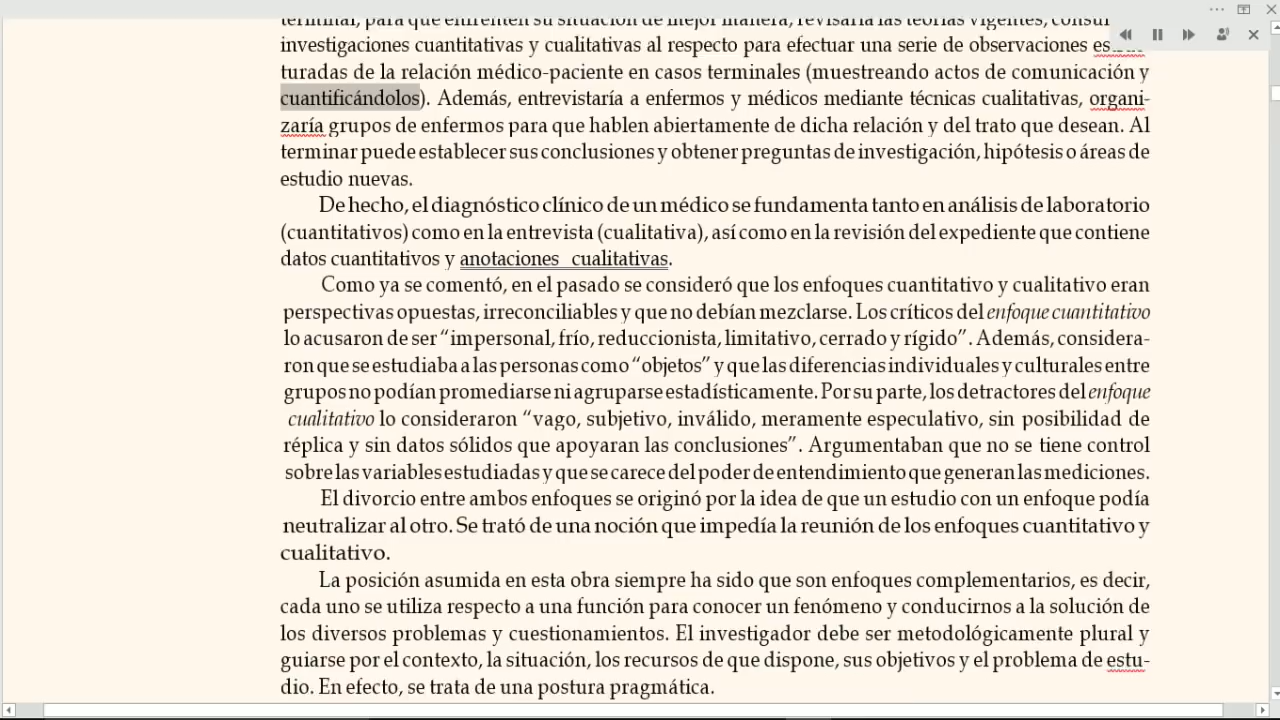 terminal, para que enfrenten su situación de mejor manera, revisaría las teorías vigentes, consul
investigaciones cuantitativas y cualitativas al respecto para efectuar una serie de observaciones estruc-
turadas de la relación médico-paciente en casos terminales (muestreando actos de comunicación y
cuantificándolos). Además, entrevistaría a enfermos y médicos mediante técnicas cualitativas, organi-
zaría grupos de enfermos para que hablen abiertamente de dicha relación y del trato que desean. Al
terminar puede establecer sus conclusiones y obtener preguntas de investigación, hipótesis o áreas de
estudio nuevas.
De hecho, el diagnóstico clínico de un médico se fundamenta tanto en análisis de laboratorio
(cuantitativos) como en la entrevista (cualitativa), así como en la revisión del expediente que contiene
datos cuantitativos y anotaciones cualitativas.
Como ya se comentó, en el pasado se consideró que los enfoques cuantitativo y cualitativo eran
perspectivas opuestas, irreconciliables y que no debían mezclarse. Los críticos del enfoque cuantitativo
lo acusaron de ser “impersonal, frío, reduccionista, limitativo, cerrado y rígido”. Además, considera-
ron que se estudiaba a las personas como “objetos” y que las diferencias individuales y culturales entre
grupos no podían promediarse ni agruparse estadísticamente. Por su parte, los detractores del enfoque
cualitativo lo consideraron “vago, subjetivo, inválido, meramente especulativo, sin posibilidad de
réplica y sin datos sólidos que apoyaran las conclusiones”. Argumentaban que no se tiene control
sobre las variables estudiadas y que se carece del poder de entendimiento que generan las mediciones.
El divorcio entre ambos enfoques se originó por la idea de que un estudio con un enfoque podía
neutralizar al otro. Se trató de una noción que impedía la reunión de los enfoques cuantitativo y
cualitativo.
La posición asumida en esta obra siempre ha sido que son enfoques complementarios, es decir,
cada uno se utiliza respecto a una función para conocer un fenómeno y conducirnos a la solución de
los diversos problemas y cuestionamientos. El investigador debe ser metodológicamente plural y
guiarse por el contexto, la situación, los recursos de que dispone, sus objetivos y el problema de estu-
dio. En efecto, se trata de una postura pragmática.